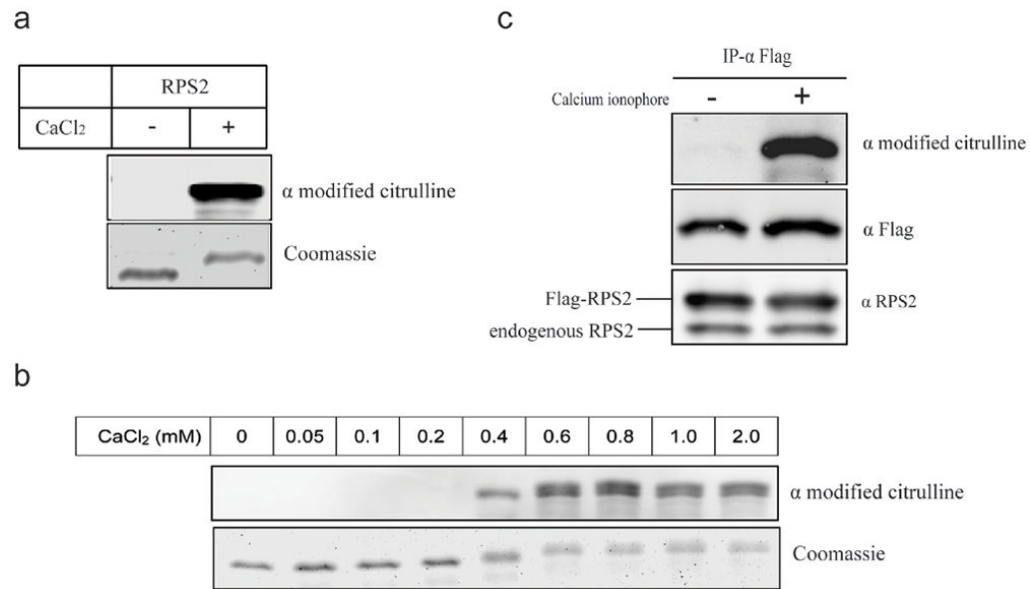 a
RPS2
CaCl₂ - +
α modified citrulline
Coomassie
c
IP-α Flag
Calcium ionophore - +
α modified citrulline
α Flag
Flag-RPS2 α RPS2
endogenous RPS2
b
CaCl₂ (mM) 0 0.05 0.1 0.2 0.4 0.6 0.8 1.0 2.0
α modified citrulline
Coomassie